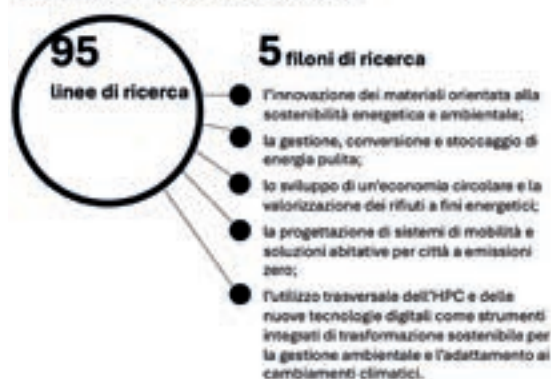 95
linee di ricerca
5 filoni di ricerca
l'innovazione dei materiali orientata alla
sostenibilità energetica e ambientale;
la gestione, conversione e stoccaggio di
energia pulita;
lo sviluppo di un'economia circolare e la
valorizzazione dei rifiuti a fini energetici;
la progettazione di sistemi di mobilità e
soluzioni abitative per città a emissioni
zero;
l'utilizzo trasversale dell'HPC e delle
nuove tecnologie digitali come strumenti
integrati di trasformazione sostenibile per
la gestione ambientale e l'adattamento ai
cambiamenti climatici.